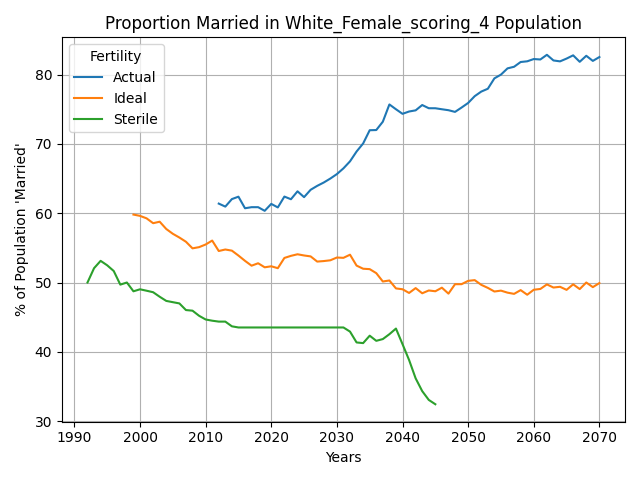 Proportion Married in White_Female_scoring_4 Population
Fertility
Actual
Ideal
Sterile
% of Population 'Married'
80
70
60
50
40
30
1990 2000 2010 2020 2030 2040 2050 2060 2070
Years